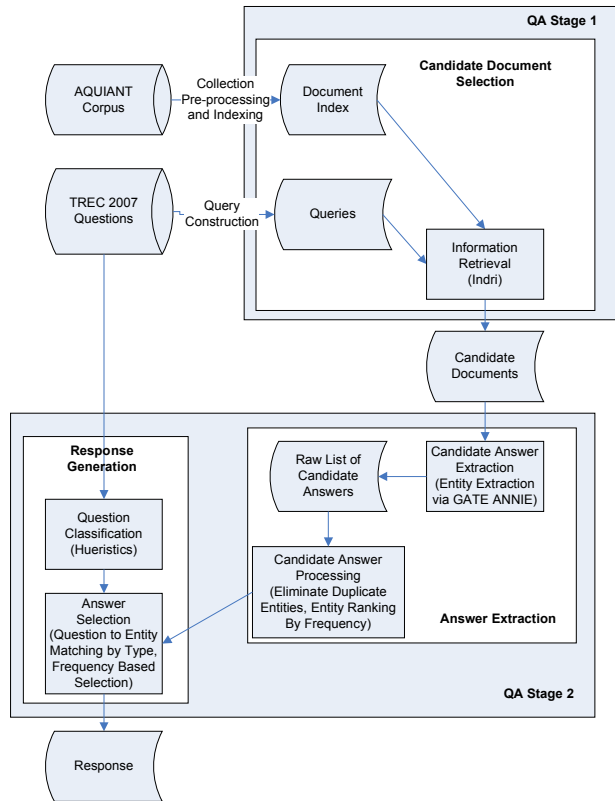 QA Stage 1
Candidate Document
Selection
AQUIANT
Corpus
Collection
Pre-processing
and Indexing
Document
Index
TREC 2007
Questions
Query
Construction
Queries
Information
Retrieval
(Indri)
Candidate
Documents
Response
Generation
Raw List of
Candidate
Answers
Candidate Answer
Extraction
(Entity Extraction
via GATE ANNIE)
Question
Classification
(Hueristics)
Candidate Answer
Processing
(Eliminate Duplicate
Entities, Entity Ranking
By Frequency)
Answer
Selection
(Question to Entity
Matching by Type,
Frequency Based
Selection)
Answer Extraction
QA Stage 2
Response